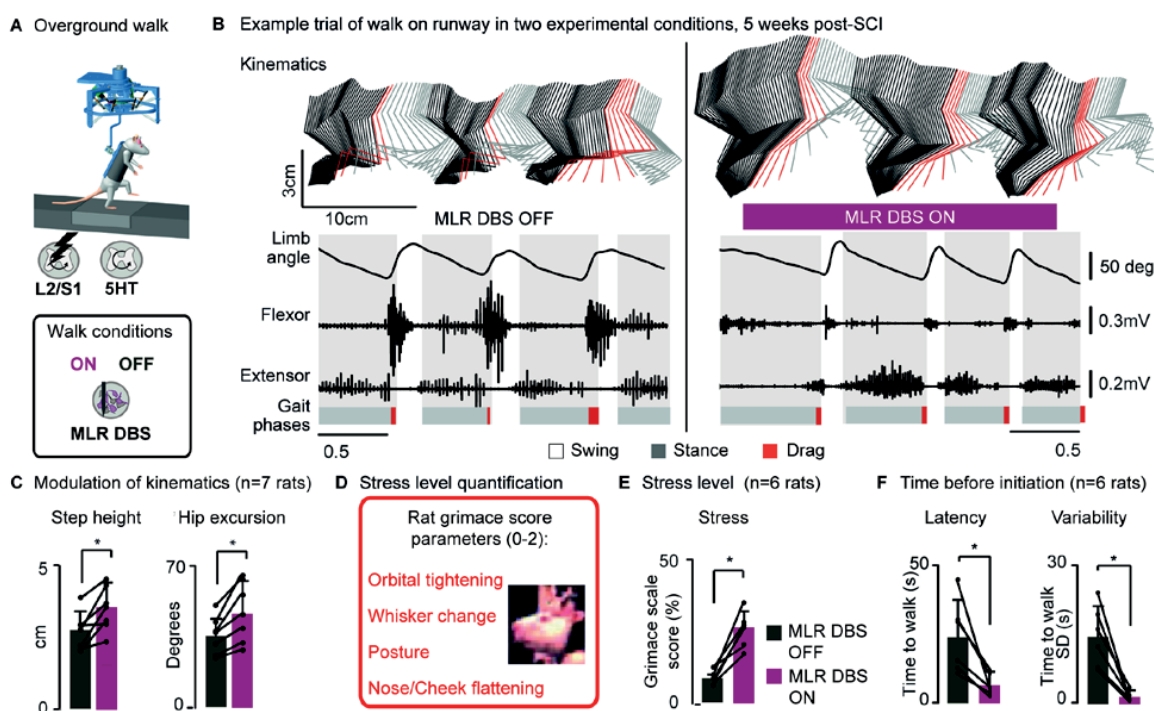 A Overground walk
L2/S1 5HT
Walk conditions
ON OFF
MLR DBS
B Example trial of walk on runway in two experimental conditions, 5 weeks post-SCI
Kinematics
3cm
10cm
MLR DBS OFF
MLR DBS ON
Limb
angle
50 deg
Flexor
0.3mV
Extensor
0.2mV
Gait
phases
0.5
0.5
Swing Stance Drag
C Modulation of kinematics (n=7 rats)
Step height
*
5
cm
0
Hip excursion
*
70
Degrees
0
D Stress level quantification
Rat grimace score
parameters (0-2):
Orbital tightening
Whisker change
Posture
Nose/Cheek flattening
E Stress level (n=6 rats)
Stress
*
50
Grimace scale
score (%)
0
MLR DBS
OFF
MLR DBS
ON
F Time before initiation (n=6 rats)
Latency
*
50
Time to walk (s)
0
Variability
*
30
Time to walk
SD (s)
0